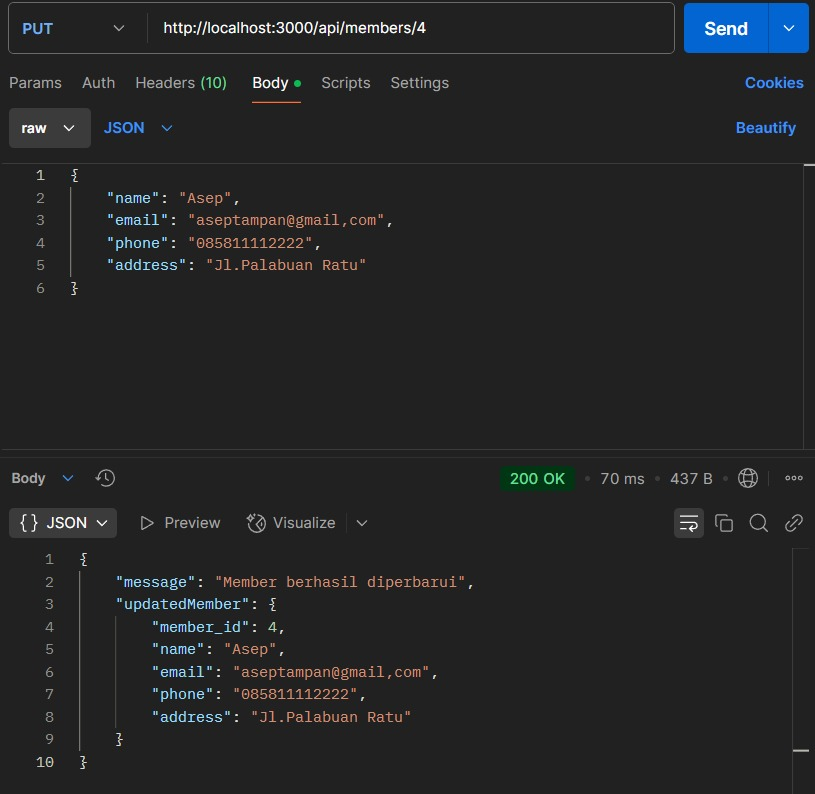 PUT http://localhost:3000/api/members/4 Send
Params Auth Headers (10) Body Scripts Settings Cookies
raw JSON Beautify
1 {
2 "name": "Asep",
3 "email": "aseptampan@gmail,com",
4 "phone": "085811112222",
5 "address": "Jl.Palabuan Ratu"
6 }
Body 200 OK • 70 ms • 437 B
{} JSON Preview Visualize
1 {
2 "message": "Member berhasil diperbarui",
3 "updatedMember": {
4 "member_id": 4,
5 "name": "Asep",
6 "email": "aseptampan@gmail,com",
7 "phone": "085811112222",
8 "address": "Jl.Palabuan Ratu"
9 }
10 }